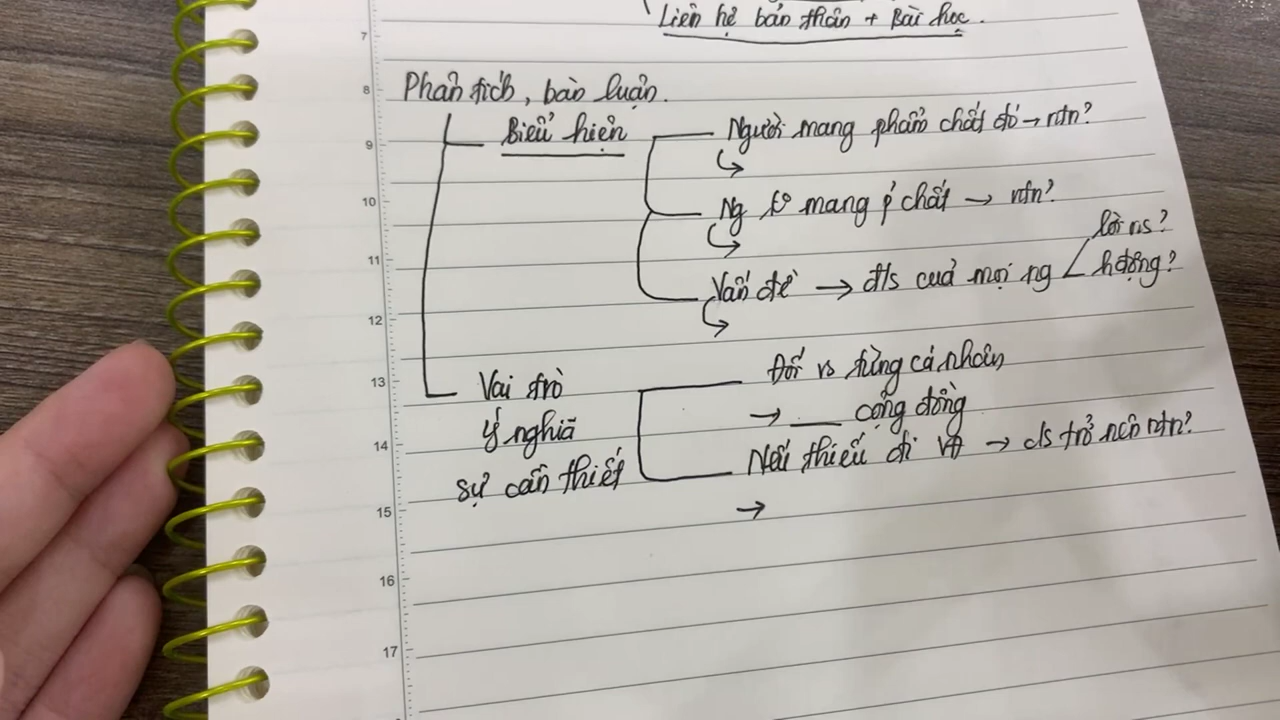 Liên hệ bản thân + Bài học.
7
8
Phân tích, bàn luận.
9
Biểu hiện
Người mang phẩm chất đó → ntn?
10
Ng ko mang p' chất → ntn?
11
Vấn đề → đ/s của mọi ng
lời ns?
hđộng?
12
13
Vai trò
Đối vs từng cá nhân,
ý nghĩa
→ ___ cộng đồng
14
sự cần thiết
Nếu thiếu đi → c/s trở nên ntn?
15
→
16
17